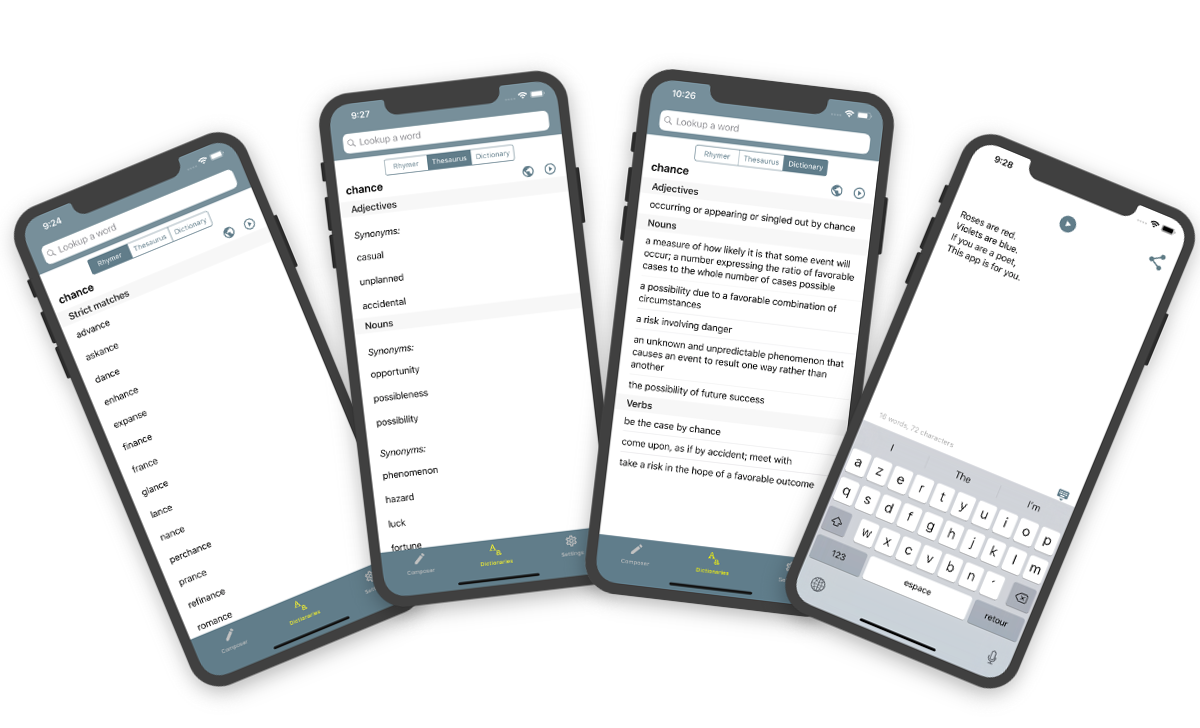 9:24
Lookup a word
Rhymer Thesaurus Dictionary
chance
Strict matches
advance
askance
dance
enhance
expanse
finance
france
glance
lance
nance
perchance
prance
refinance
romance
Composer Dictionaries
9:27
Lookup a word
Rhymer Thesaurus Dictionary
chance
Adjectives
Synonyms:
casual
unplanned
accidental
Nouns
Synonyms:
opportunity
possibleness
possibility
Synonyms:
phenomenon
hazard
luck
fortune
Composer Dictionaries Settings
10:26
Lookup a word
Rhymer Thesaurus Dictionary
chance
Adjectives
occurring or appearing or singled out by chance
Nouns
a measure of how likely it is that some event will
occur; a number expressing the ratio of favorable
cases to the whole number of cases possible
a possibility due to a favorable combination of
circumstances
a risk involving danger
an unknown and unpredictable phenomenon that
causes an event to result one way rather than
another
the possibility of future success
Verbs
be the case by chance
come upon, as if by accident; meet with
take a risk in the hope of a favorable outcome
Composer Dictionaries
9:28
Roses are red.
Violets are blue.
If you are a poet,
This app is for you.
16 words, 72 characters
I The I'm
a z e r t y u i o p
q s d f g h j k l m
w x c v b n ´
123 espace retour